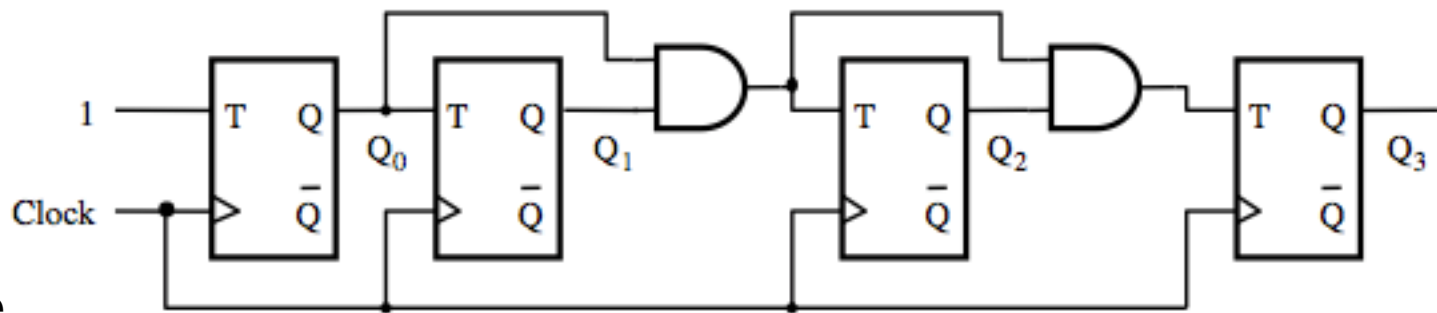 1 T Q T Q T Q T Q
Q₀ Q₁ Q₂ Q₃
Clock Q̅ Q̅ Q̅ Q̅